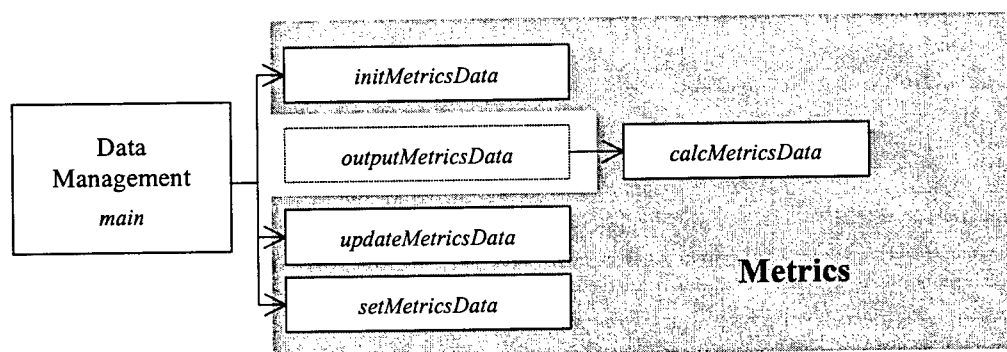 initMetricsData
Data
Management
main
outputMetricsData
calcMetricsData
updateMetricsData
Metrics
setMetricsData